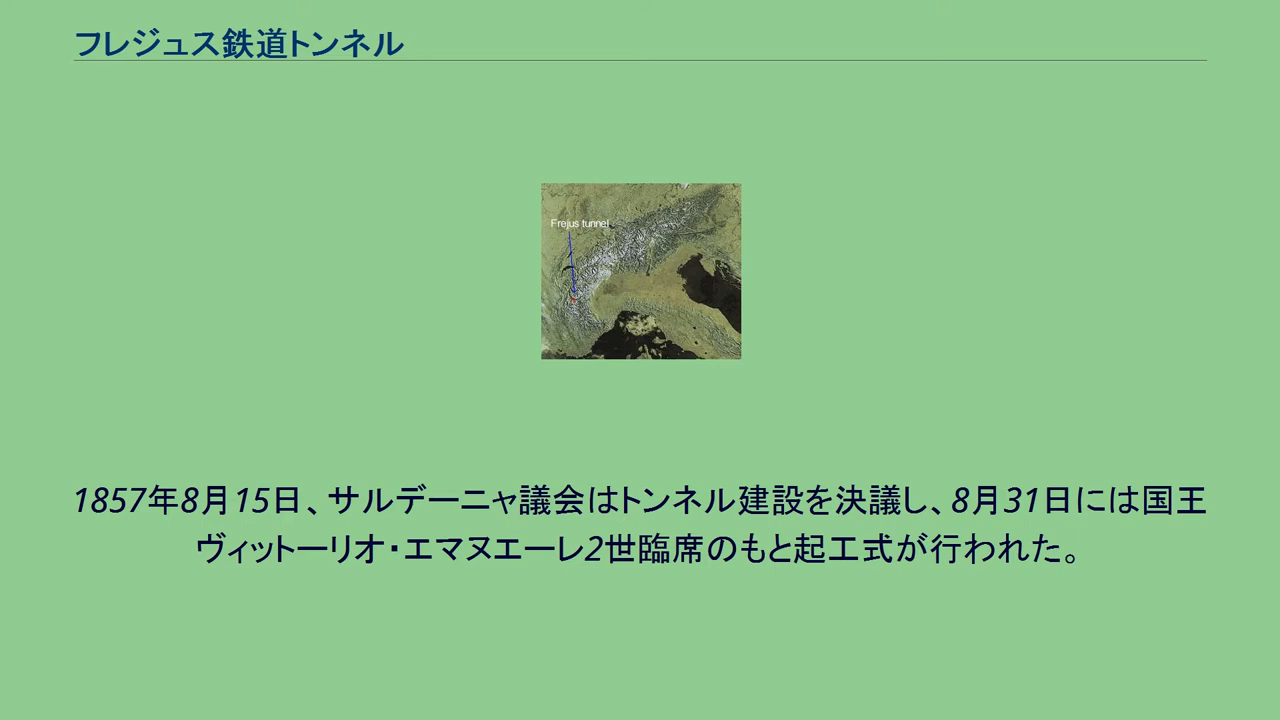 フレジュス鉄道トンネル
Frejus tunnel
1857年8月15日、サルデーニャ議会はトンネル建設を決議し、8月31日には国王
ヴィットーリオ・エマヌエーレ2世臨席のもと起工式が行われた。